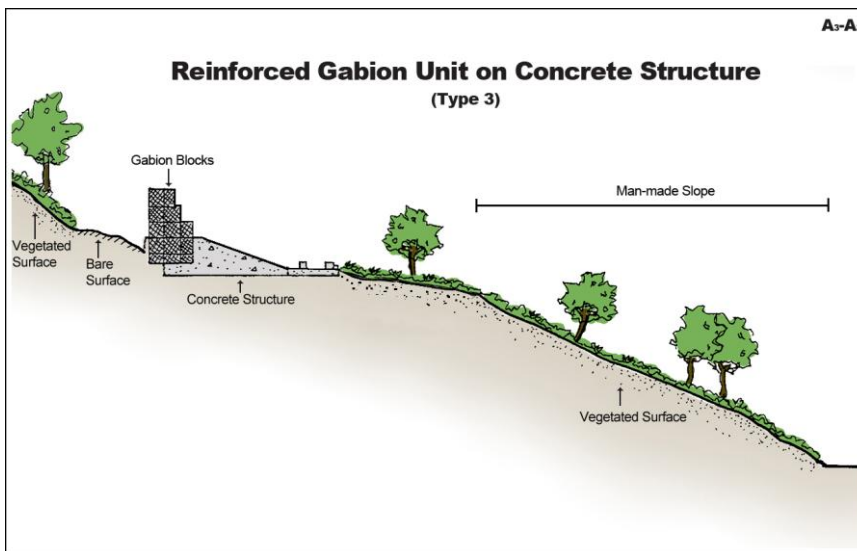 A3-A
Reinforced Gabion Unit on Concrete Structure
(Type 3)
Gabion Blocks
Man-made Slope
Vegetated
Surface
Bare
Surface
Concrete Structure
Vegetated Surface